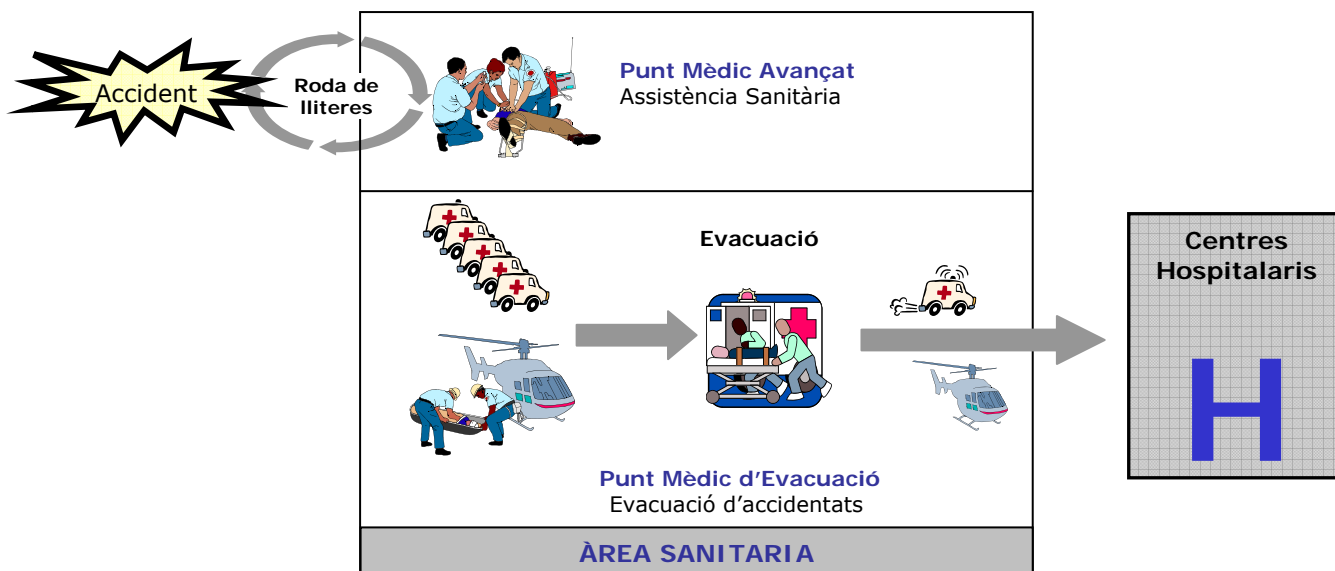 Accident
Roda de
lliteres
Punt Mèdic Avançat
Assistència Sanitària
Evacuació
Punt Mèdic d'Evacuació
Evacuació d'accidentats
ÀREA SANITARIA
Centres
Hospitalaris
H